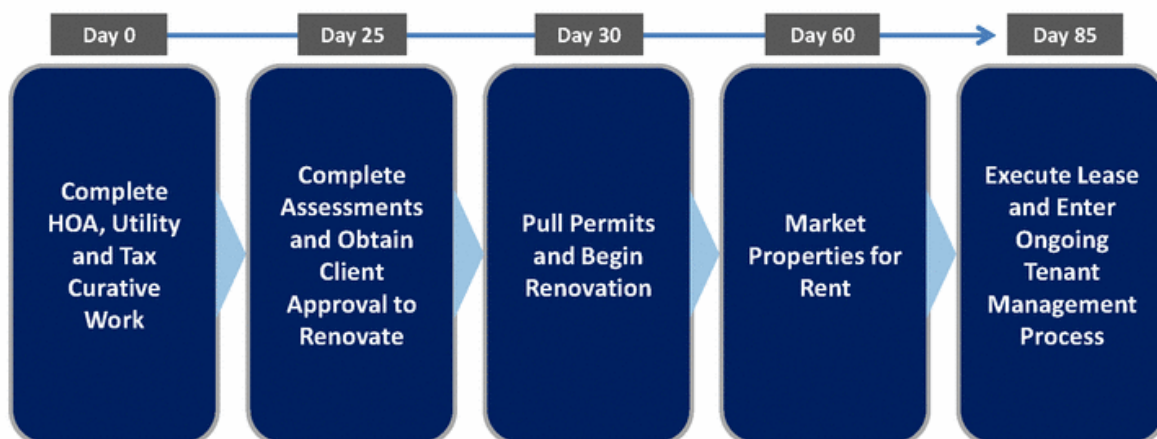 Day 0
Day 25
Day 30
Day 60
Day 85
Complete
HOA, Utility
and Tax
Curative
Work
Complete
Assessments
and Obtain
Client
Approval to
Renovate
Pull Permits
and Begin
Renovation
Market
Properties for
Rent
Execute Lease
and Enter
Ongoing
Tenant
Management
Process